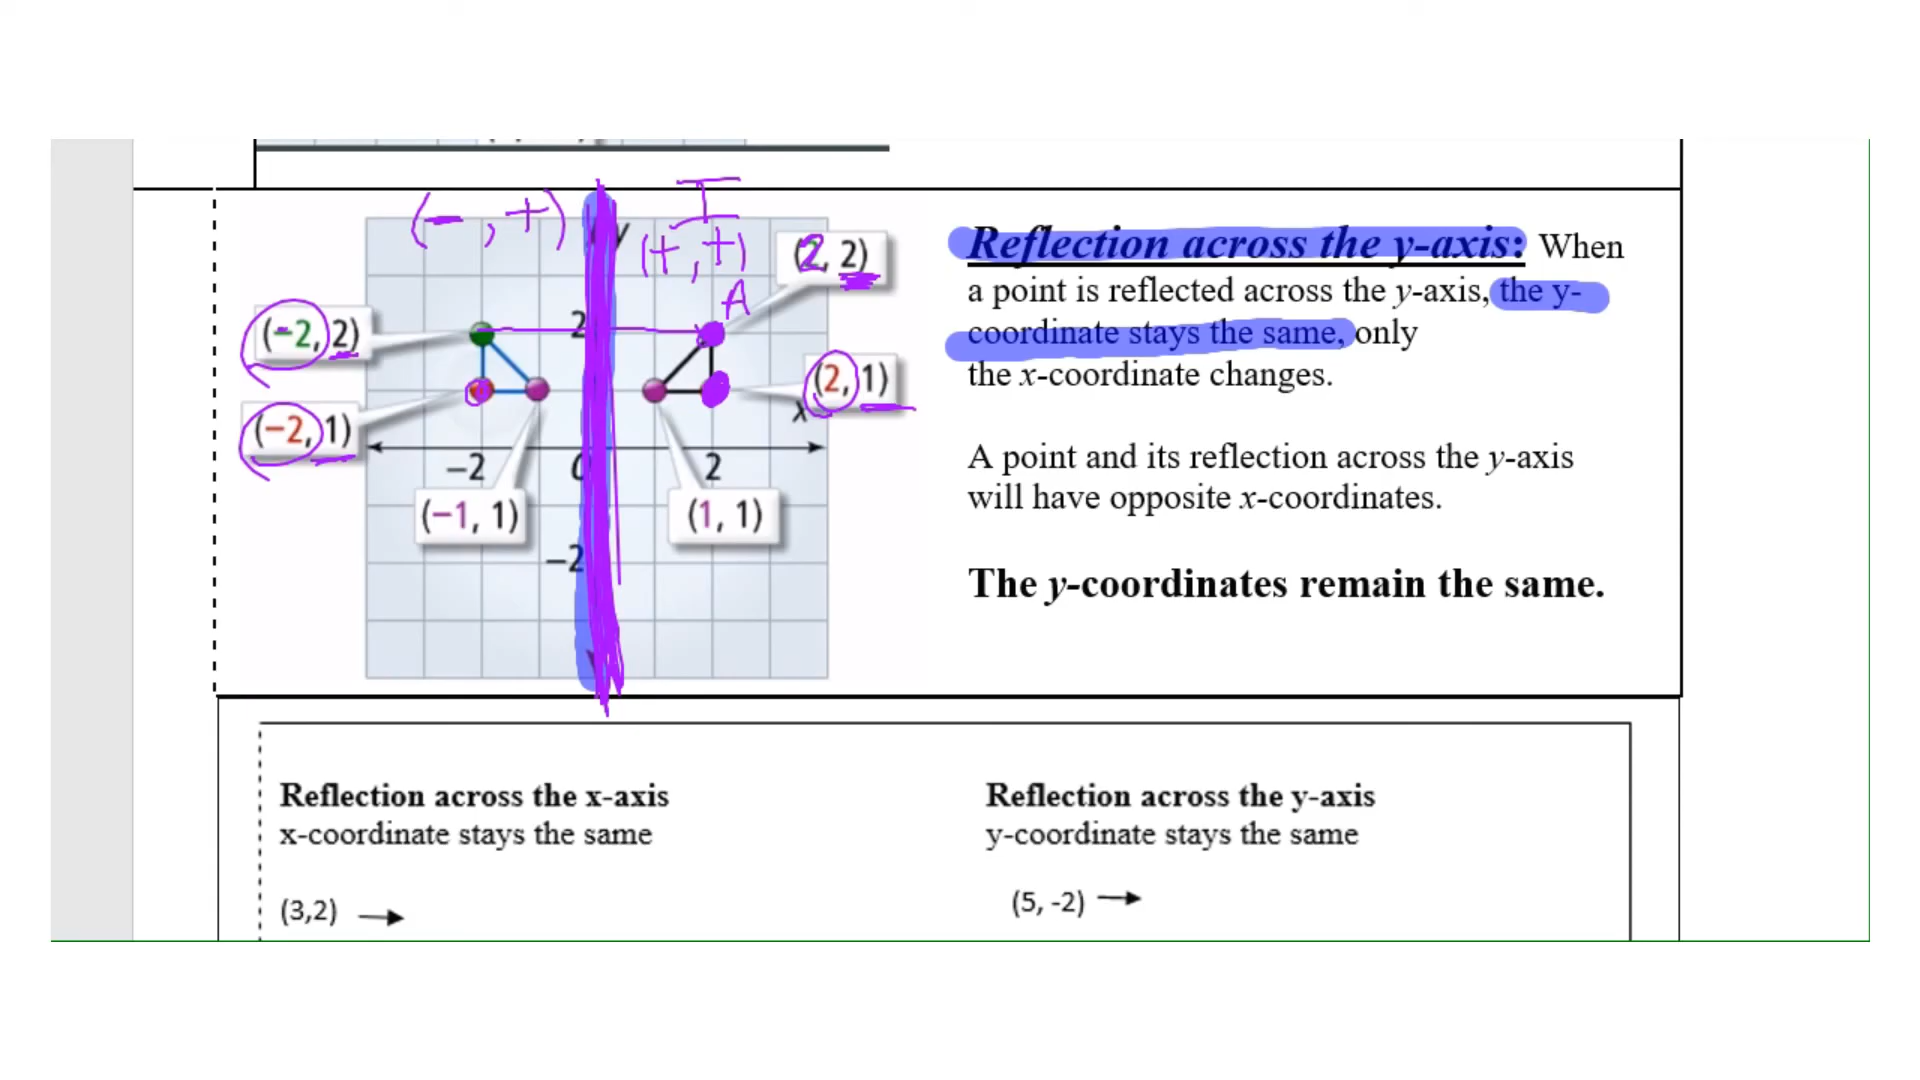 (-, +)
I
(+, +)
y
(2, 2)
A
2
(-2, 2)
(2, 1)
x
(-2, 1)
-2
0
2
(-1, 1)
(1, 1)
-2
Reflection across the y-axis: When
a point is reflected across the y-axis, the y-
coordinate stays the same, only
the x-coordinate changes.
A point and its reflection across the y-axis
will have opposite x-coordinates.
The y-coordinates remain the same.
Reflection across the x-axis
x-coordinate stays the same
(3,2) →
Reflection across the y-axis
y-coordinate stays the same
(5, -2) →